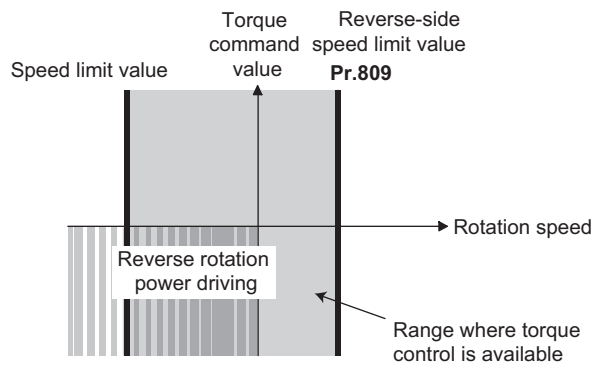 Torque
command
value
Reverse-side
speed limit value
Pr.809
Speed limit value
Rotation speed
Reverse rotation
power driving
Range where torque
control is available